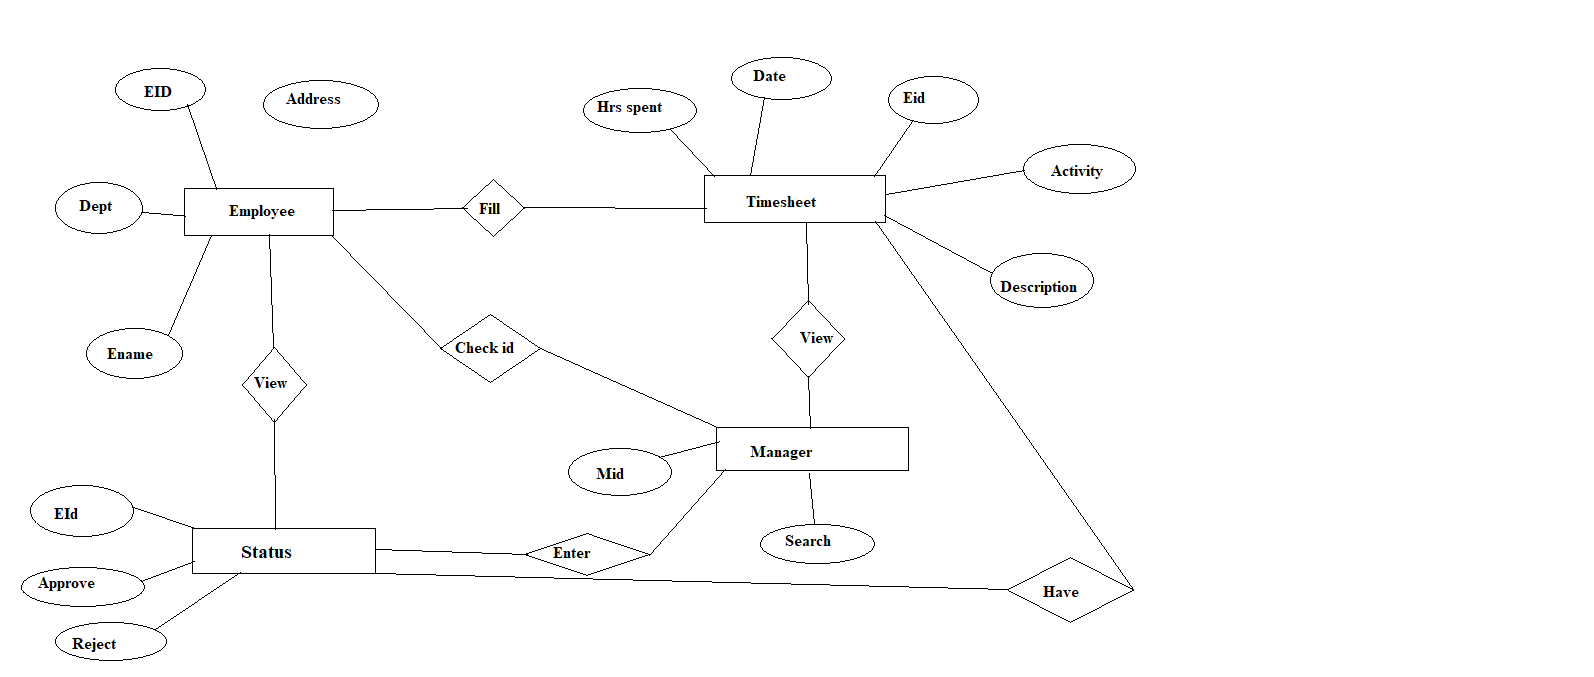 Date
EID
Address
Hrs spent
Eid
Activity
Dept
Employee
Fill
Timesheet
Description
Ename
View
Check id
View
Manager
Mid
EId
Status
Enter
Search
Approve
Have
Reject